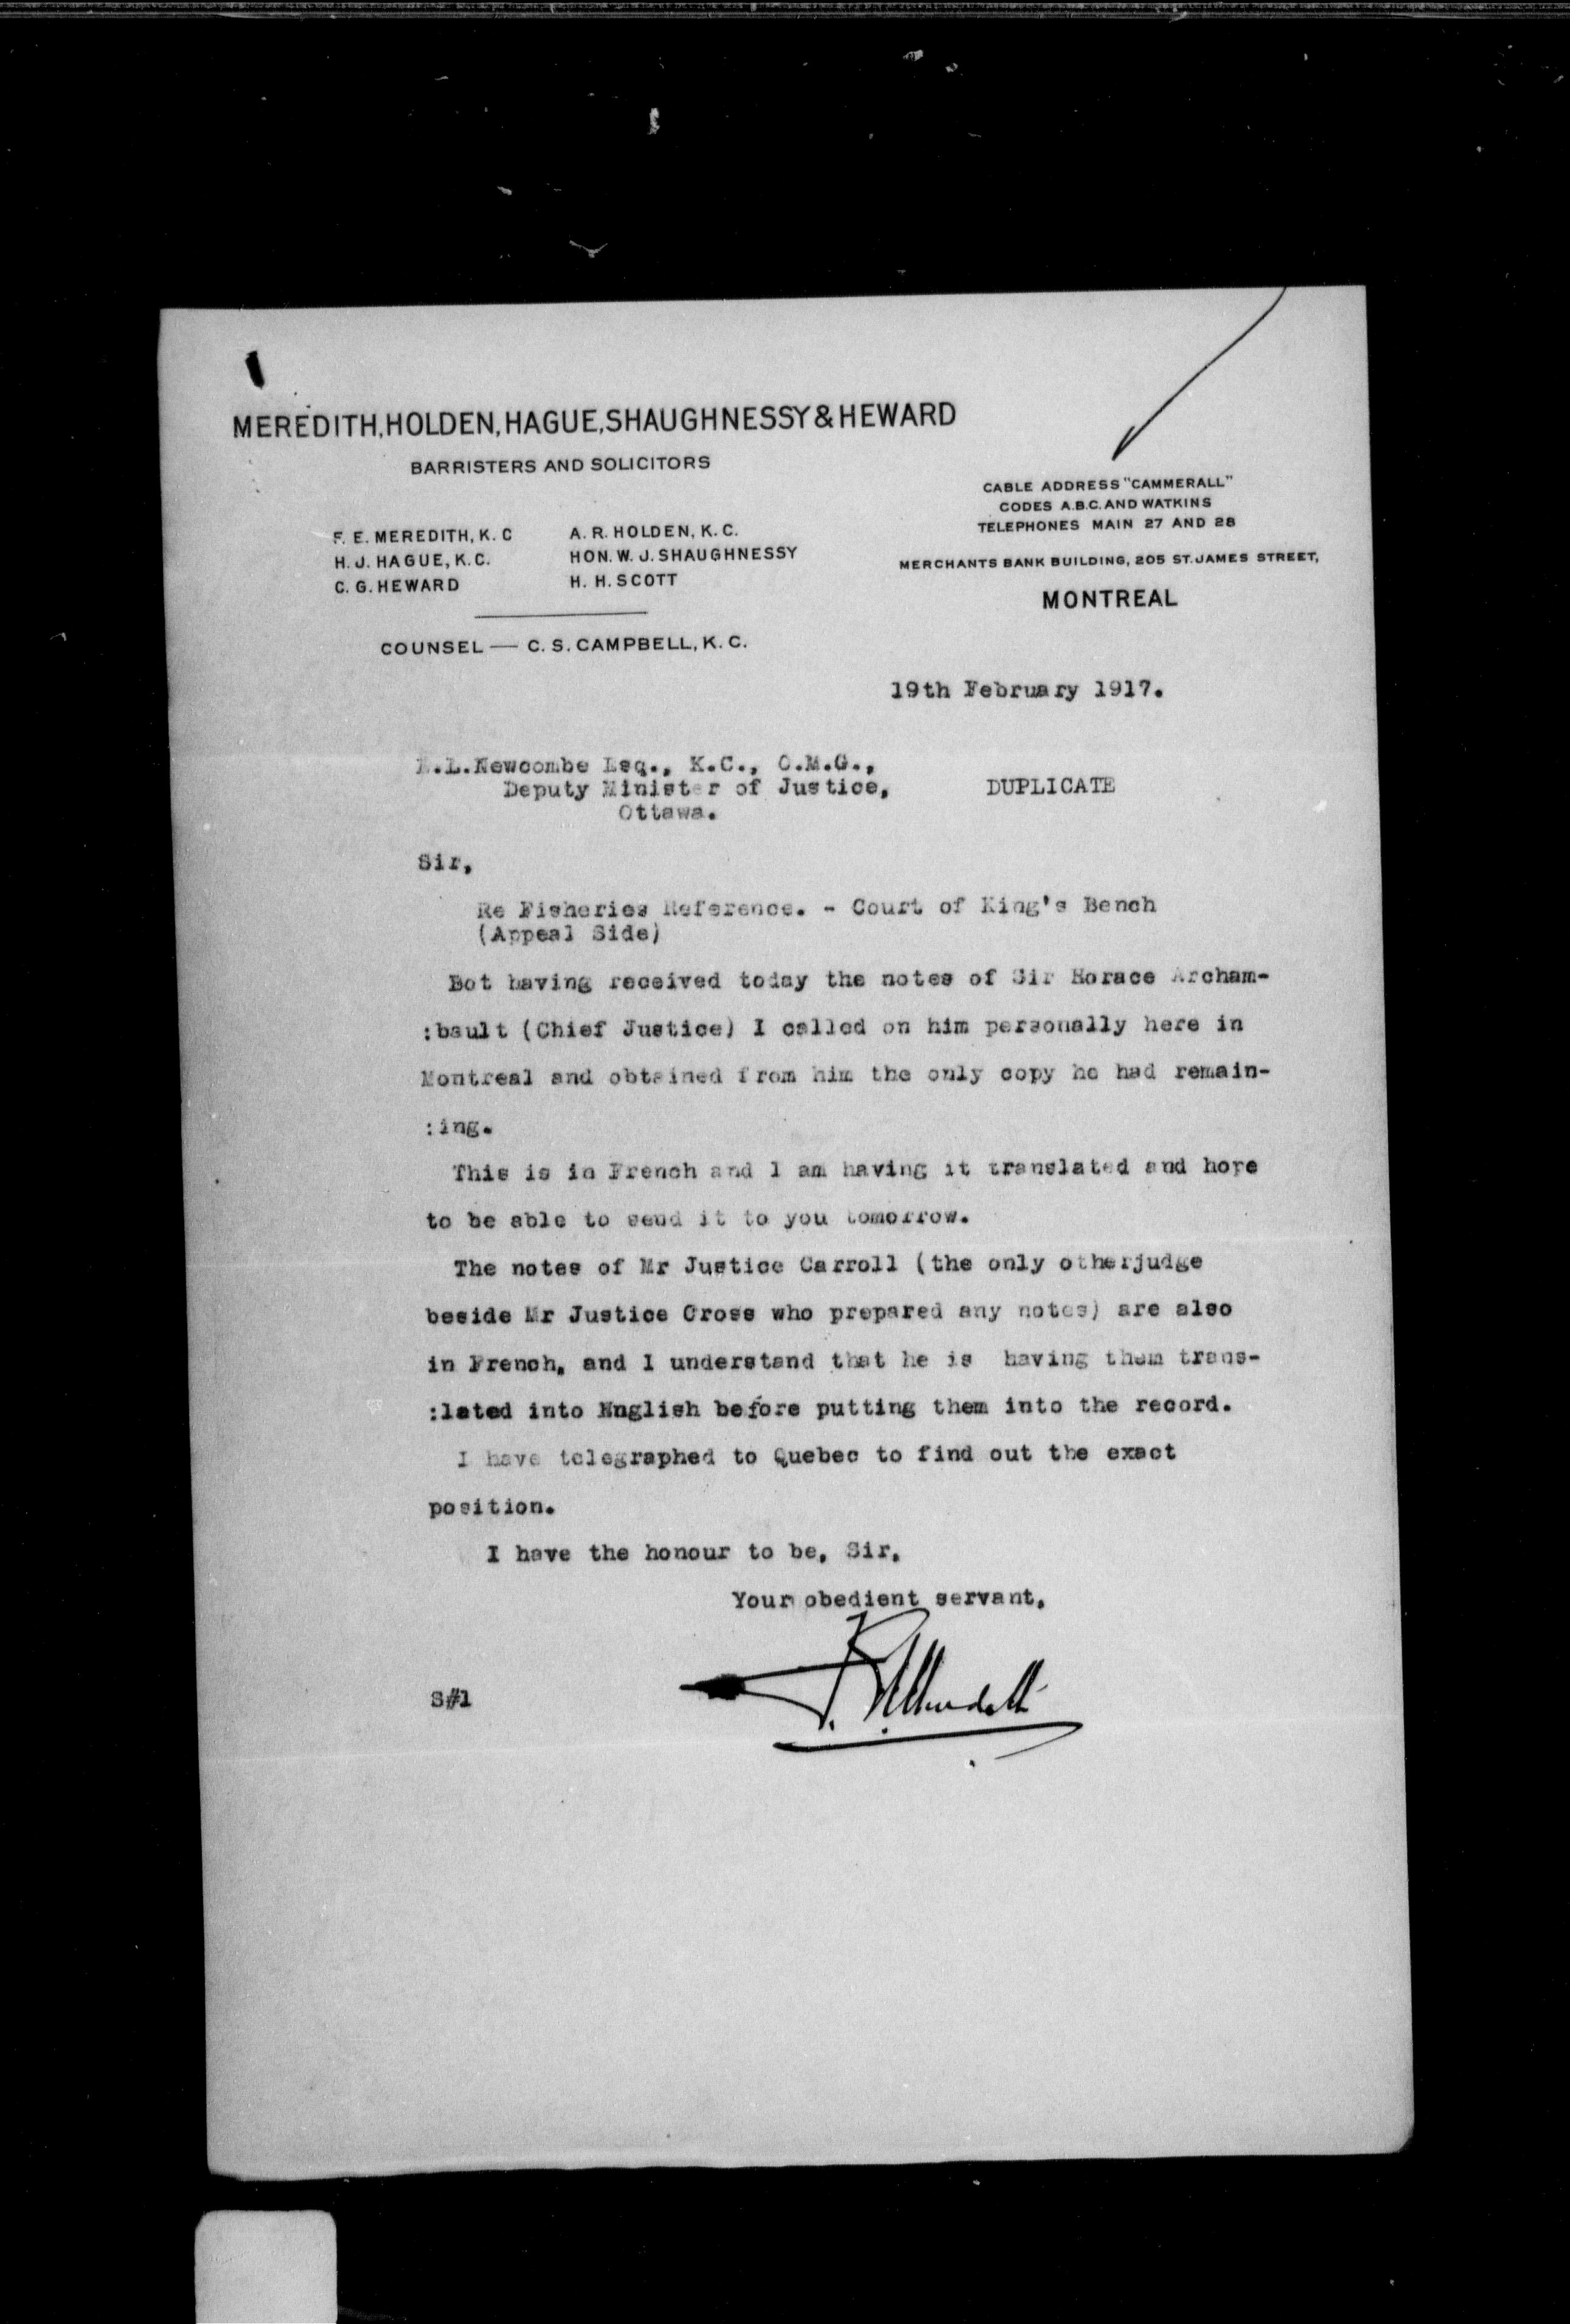 MEREDITH, HOLDEN, HAGUE, SHAUGHNESSY & HEWARD
BARRISTERS AND SOLICITORS
F. E. MEREDITH, K. C
A. R. HOLDEN, K. C.
H. J. HAGUE, K. C.
HON. W. J. SHAUGHNESSY
C. G. HEWARD
H. H. SCOTT
COUNSEL — C. S. CAMPBELL, K. C.
CABLE ADDRESS "CAMMERALL"
CODES A.B.C. AND WATKINS
TELEPHONES MAIN 27 AND 28
MERCHANTS BANK BUILDING, 205 ST. JAMES STREET,
MONTREAL
19th February 1917.
E.L.Newcombe Esq., K.C., C.M.G.,
Deputy Minister of Justice,
DUPLICATE
Ottawa.
Sir,
Re Fisheries Reference. - Court of King's Bench
(Appeal Side)
Bot having received today the notes of Sir Horace Archam-
:bault (Chief Justice) I called on him personally here in
Montreal and obtained from him the only copy he had remain-
:ing.
This is in French and I am having it translated and hope
to be able to send it to you tomorrow.
The notes of Mr Justice Carroll (the only otherjudge
beside Mr Justice Cross who prepared any notes) are also
in French, and I understand that he is having them trans-
:lated into English before putting them into the record.
I have telegraphed to Quebec to find out the exact
position.
I have the honour to be, Sir,
Your obedient servant,
F. E. Meredith
S#1